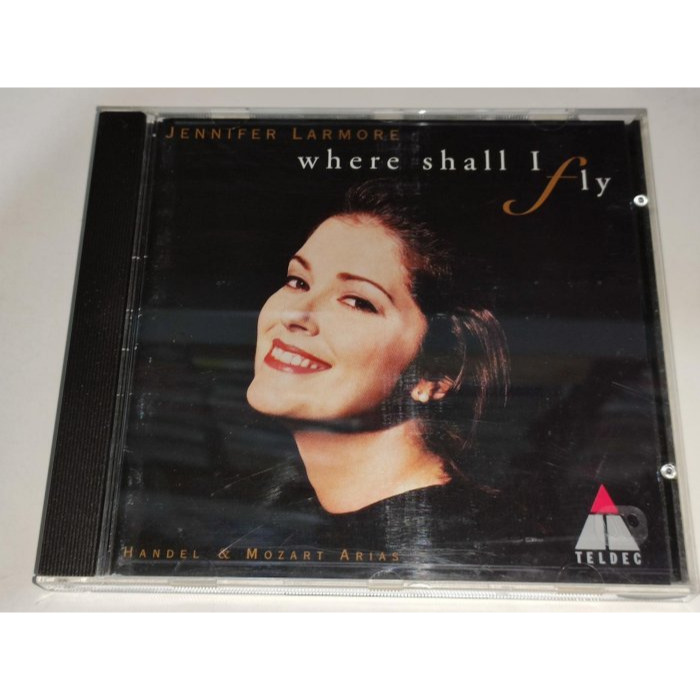 JENNIFER LARMORE
where shall I fly
HANDEL & MOZART ARIAS
TELDEC